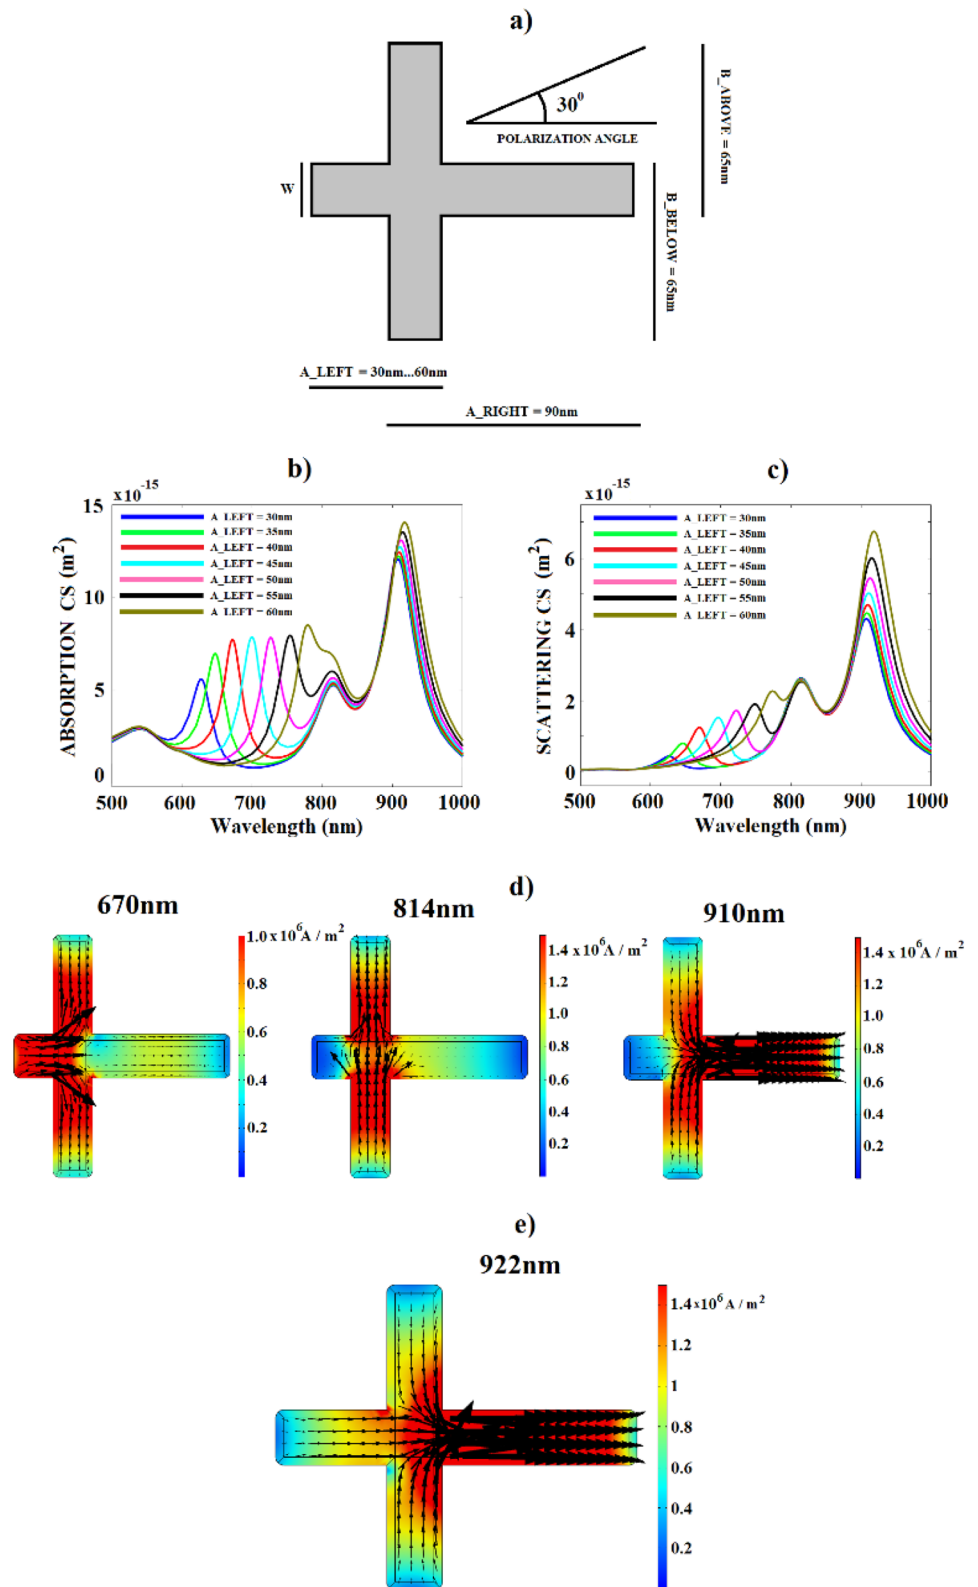 a)
30⁰
POLARIZATION ANGLE
B_ABOVE = 65nm
W
B_BELOW = 65nm
A_LEFT = 30nm...60nm
A_RIGHT = 90nm
b)
x10⁻¹⁵
15
10
5
0
ABSORPTION CS (m²)
A_LEFT = 30nm
A_LEFT = 35nm
A_LEFT = 40nm
A_LEFT = 45nm
A_LEFT = 50nm
A_LEFT = 55nm
A_LEFT = 60nm
500 600 700 800 900 1000
Wavelength (nm)
c)
x10⁻¹⁵
6
4
2
0
SCATTERING CS (m²)
A_LEFT = 30nm
A_LEFT = 35nm
A_LEFT = 40nm
A_LEFT = 45nm
A_LEFT = 50nm
A_LEFT = 55nm
A_LEFT = 60nm
500 600 700 800 900 1000
Wavelength (nm)
d)
670nm
1.0 x 10⁶ A / m²
0.8
0.6
0.4
0.2
814nm
1.4 x 10⁶ A / m²
1.2
1.0
0.8
0.6
0.4
0.2
910nm
1.4 x 10⁶ A / m²
1.2
1.0
0.8
0.6
0.4
0.2
e)
922nm
1.4 x10⁶ A / m²
1.2
1
0.8
0.6
0.4
0.2